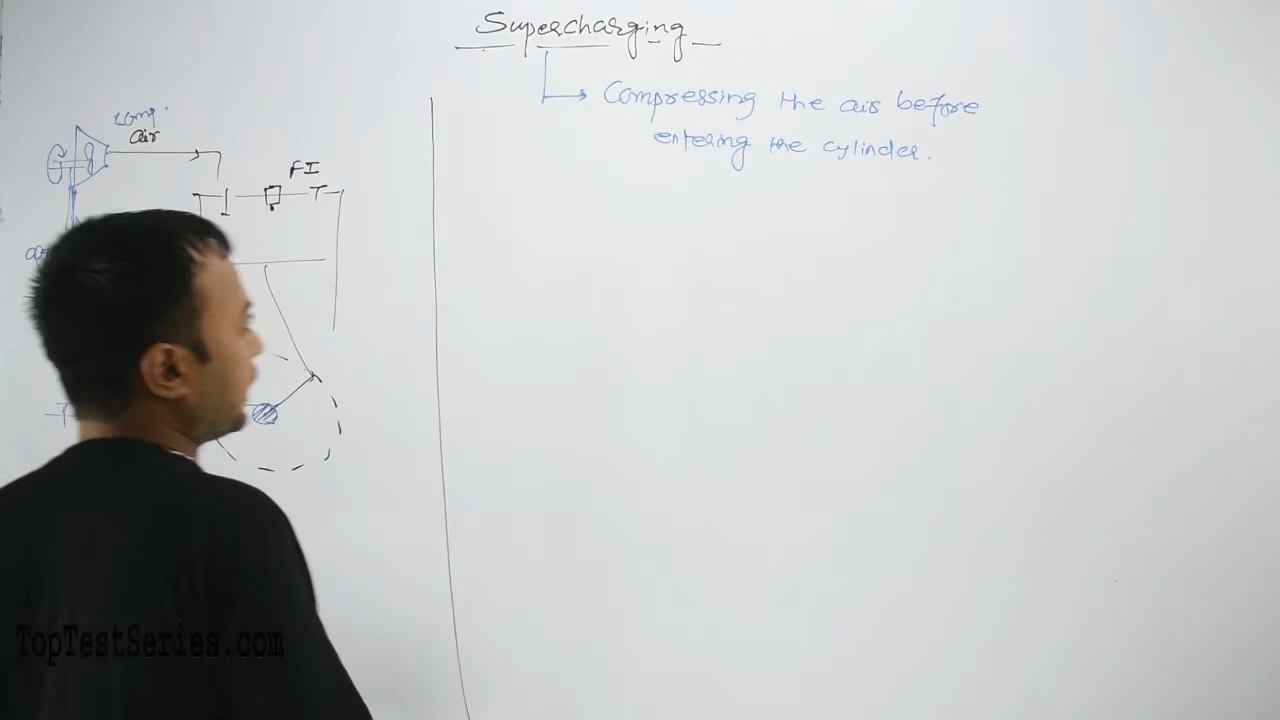 Supercharging
Compressing the air before
entering the cylinder.
comp
air
FI
TopTestSeries.com